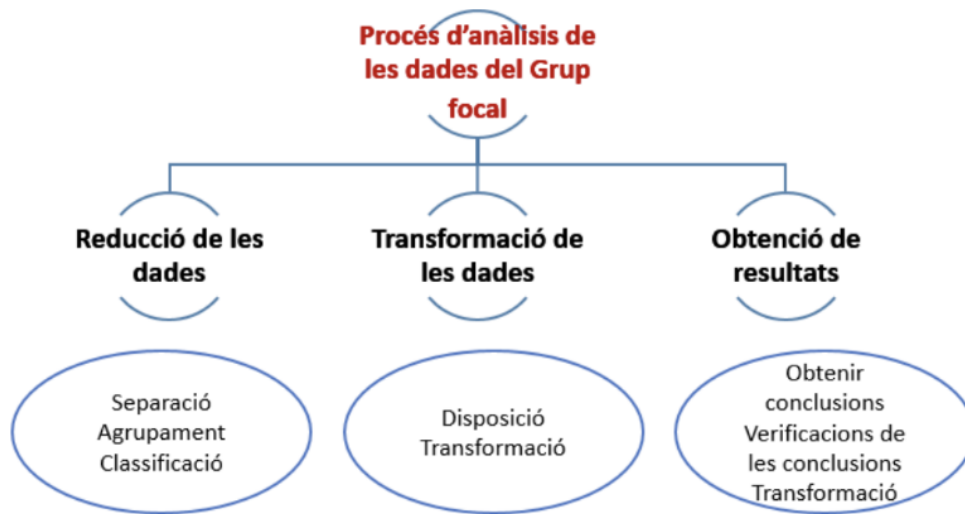 Procés d'anàlisis de
les dades del Grup
focal
Reducció de les
dades
Transformació de
les dades
Obtenció de
resultats
Separació
Agrupament
Classificació
Disposició
Transformació
Obtenir
conclusions
Verificacions de
les conclusions
Transformació